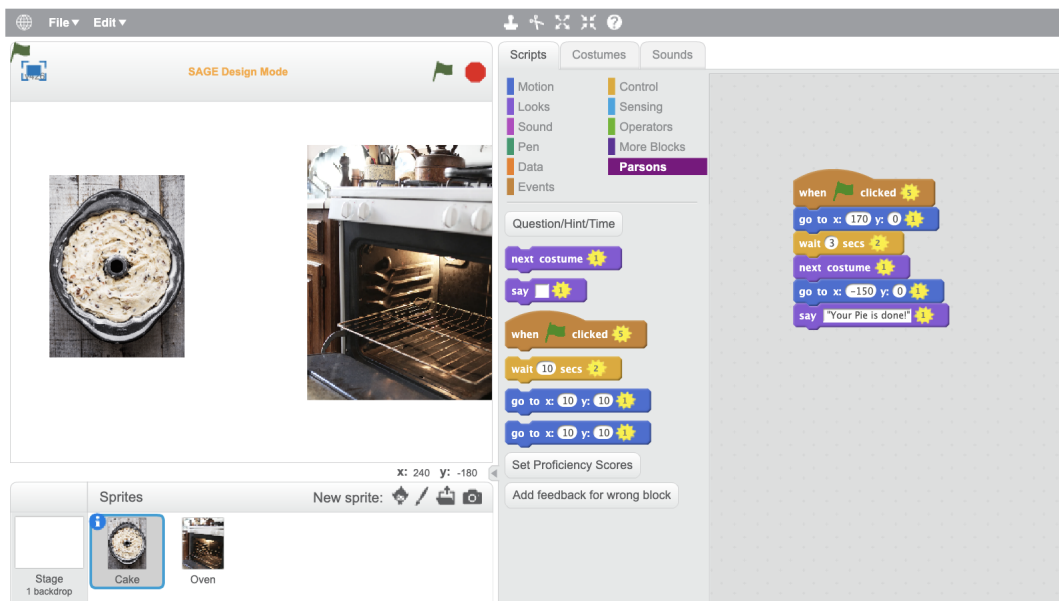 File ▾ Edit ▾
SAGE Design Mode
x: 240 y: -180
Sprites New sprite:
Stage
1 backdrop
Cake
Oven
Scripts Costumes Sounds
Motion Control
Looks Sensing
Sound Operators
Pen More Blocks
Data Parsons
Events
Question/Hint/Time
next costume 1
say 1
when clicked 5
wait 10 secs 2
go to x: 10 y: 10 1
go to x: 10 y: 10 1
Set Proficiency Scores
Add feedback for wrong block
when clicked 5
go to x: 170 y: 0 1
wait 3 secs 2
next costume 1
go to x: -150 y: 0 1
say "Your Pie is done!" 1